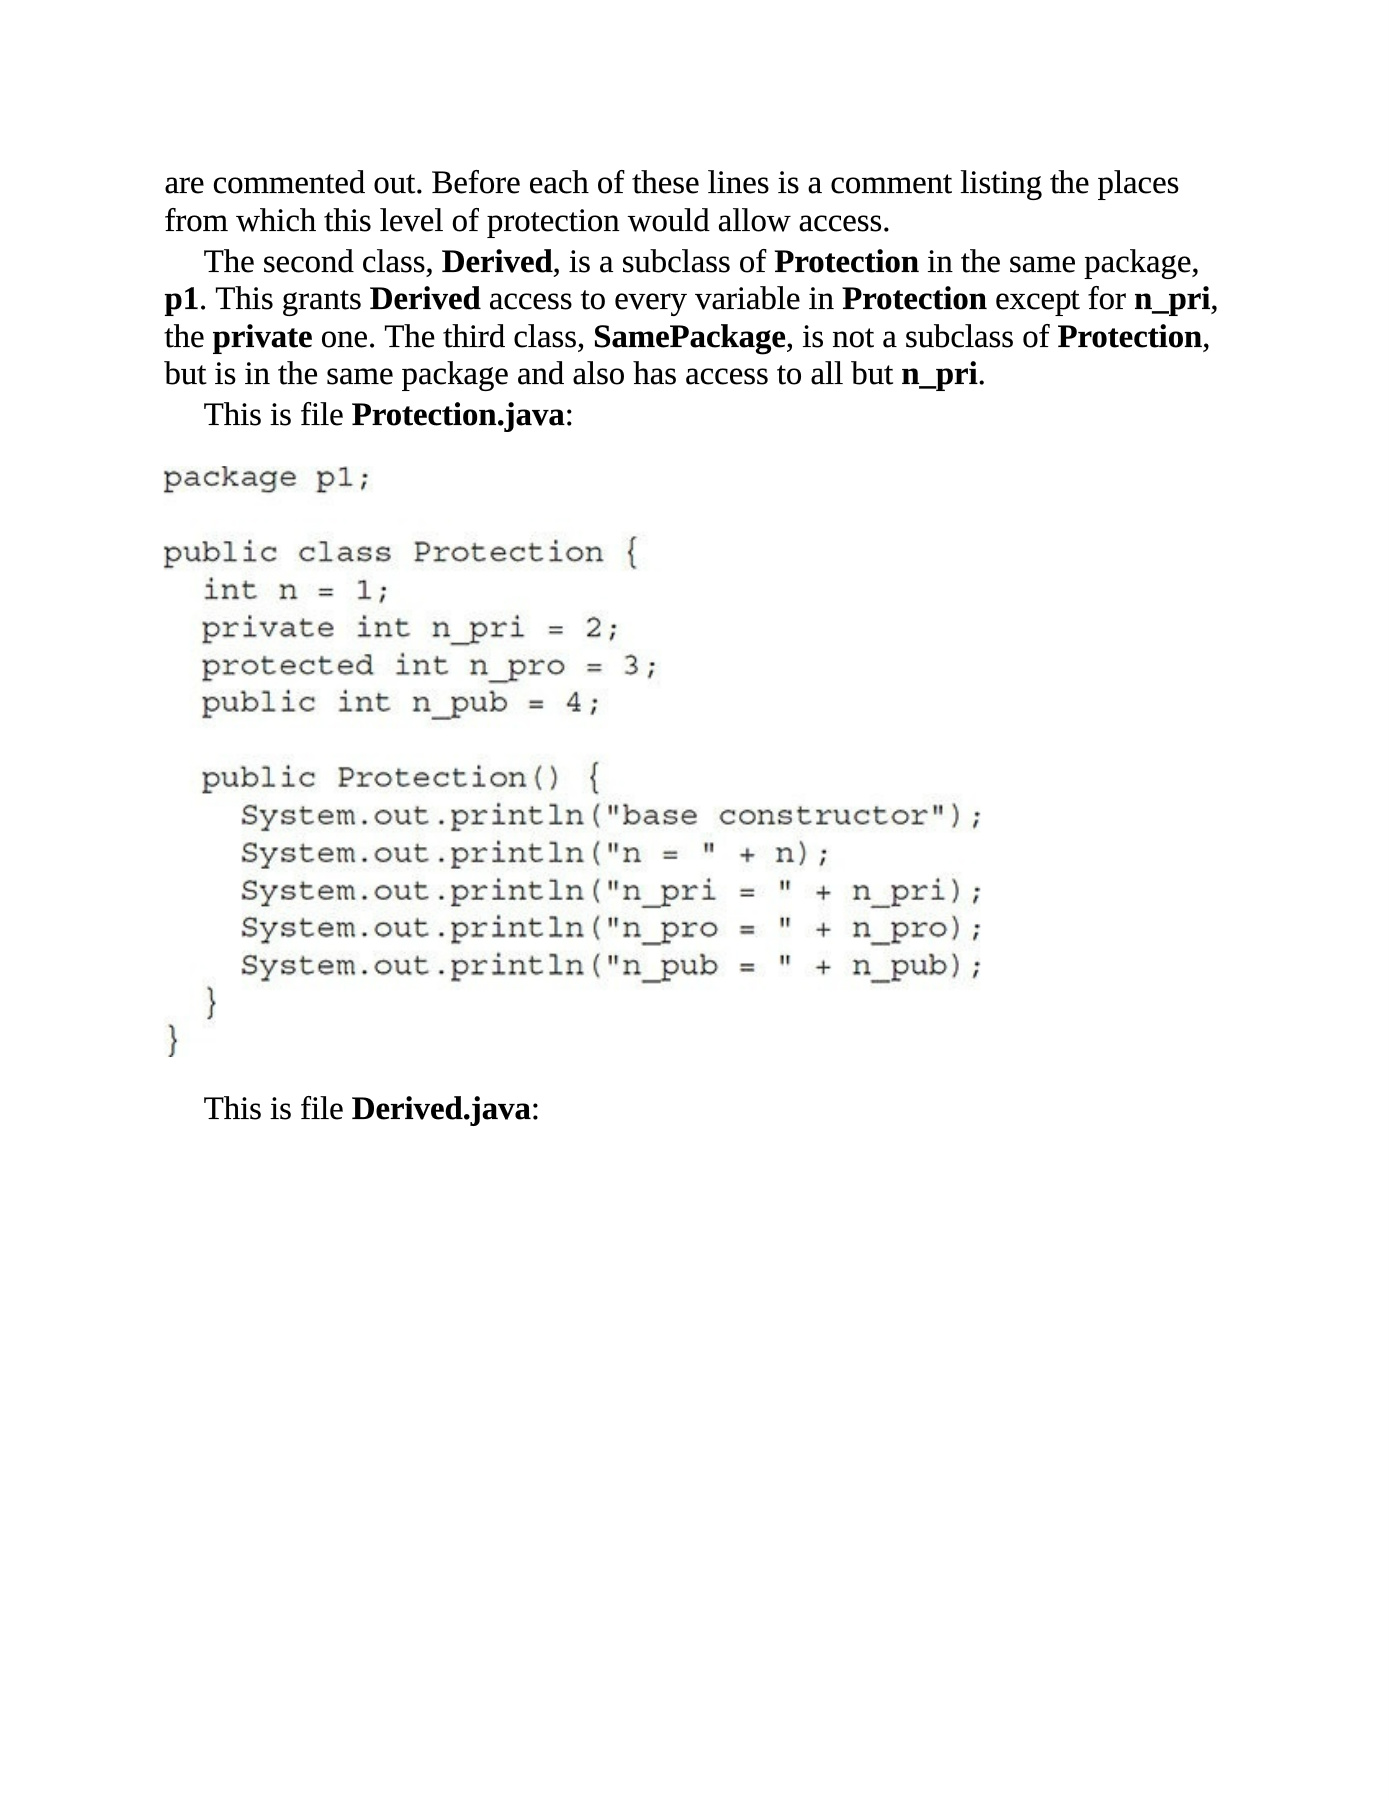 are commented out. Before each of these lines is a comment listing the places
from which this level of protection would allow access.
The second class, Derived, is a subclass of Protection in the same package,
p1. This grants Derived access to every variable in Protection except for n_pri,
the private one. The third class, SamePackage, is not a subclass of Protection,
but is in the same package and also has access to all but n_pri.
This is file Protection.java:
package p1;
public class Protection {
  int n = 1;
  private int n_pri = 2;
  protected int n_pro = 3;
  public int n_pub = 4;
  public Protection() {
    System.out.println("base constructor");
    System.out.println("n = " + n);
    System.out.println("n_pri = " + n_pri);
    System.out.println("n_pro = " + n_pro);
    System.out.println("n_pub = " + n_pub);
  }
}
This is file Derived.java: